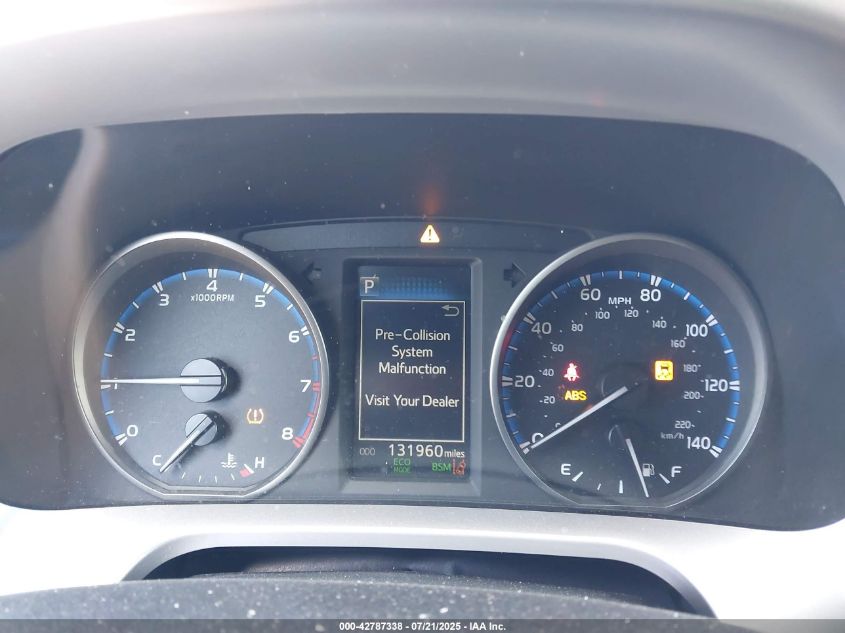 P
Pre-Collision
System
Malfunction
Visit Your Dealer
000 131960 miles
ECO
MODE
BSM
0 1 2 3 4 5 6 7 8
x1000RPM
C H
0 20 40 60 80 100 120 140
MPH
20 40 60 80 100 120 140 160 180 200 220
km/h
ABS
E F
000-42787338 - 07/21/2025 - IAA Inc.